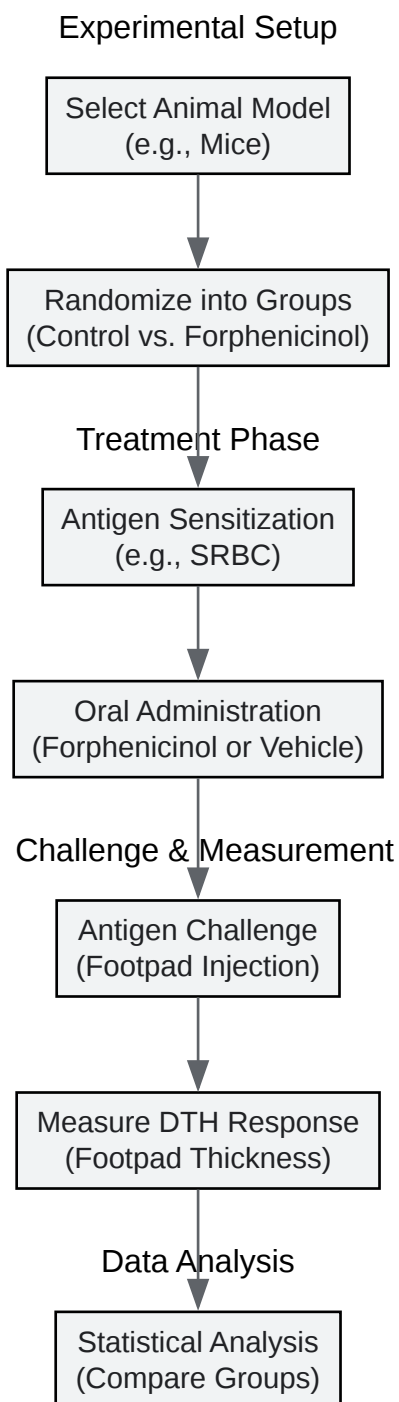 Experimental Setup
Select Animal Model
(e.g., Mice)
Randomize into Groups
(Control vs. Forphenicinol)
Treatment Phase
Antigen Sensitization
(e.g., SRBC)
Oral Administration
(Forphenicinol or Vehicle)
Challenge & Measurement
Antigen Challenge
(Footpad Injection)
Measure DTH Response
(Footpad Thickness)
Data Analysis
Statistical Analysis
(Compare Groups)